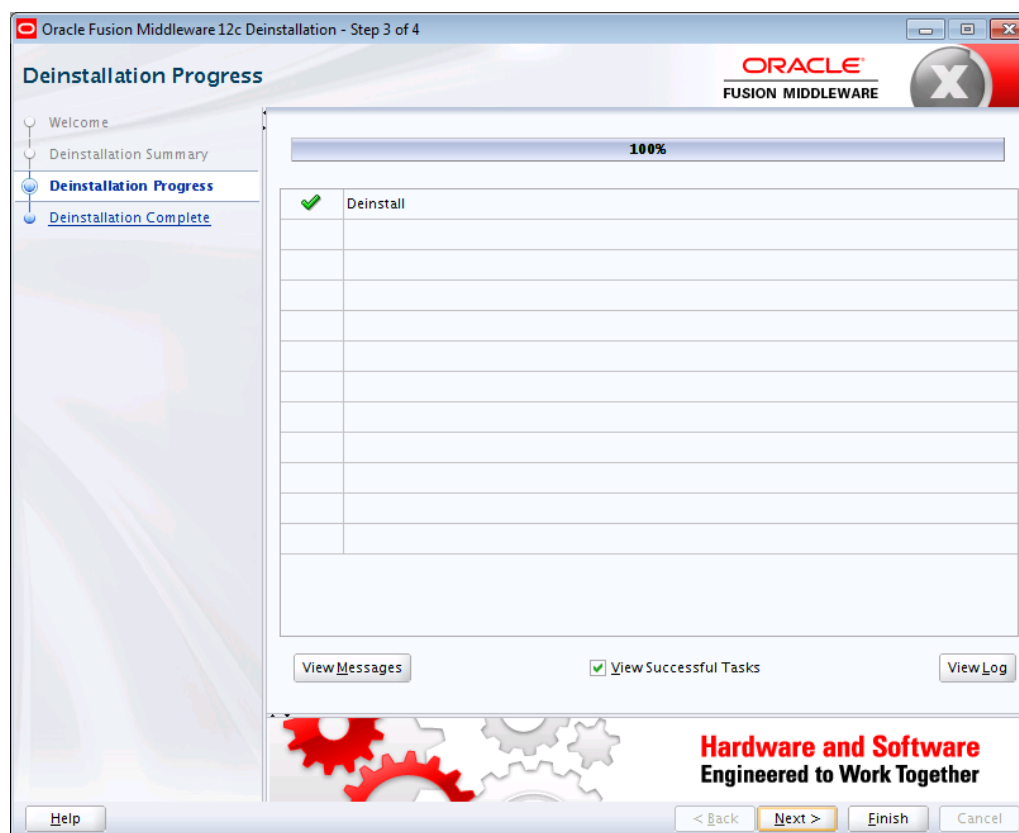 Oracle Fusion Middleware 12c Deinstallation - Step 3 of 4
Deinstallation Progress
ORACLE®
FUSION MIDDLEWARE
Welcome
Deinstallation Summary
Deinstallation Progress
Deinstallation Complete
100%
Deinstall
View Messages
View Successful Tasks
View Log
Hardware and Software
Engineered to Work Together
Help
< Back
Next >
Finish
Cancel